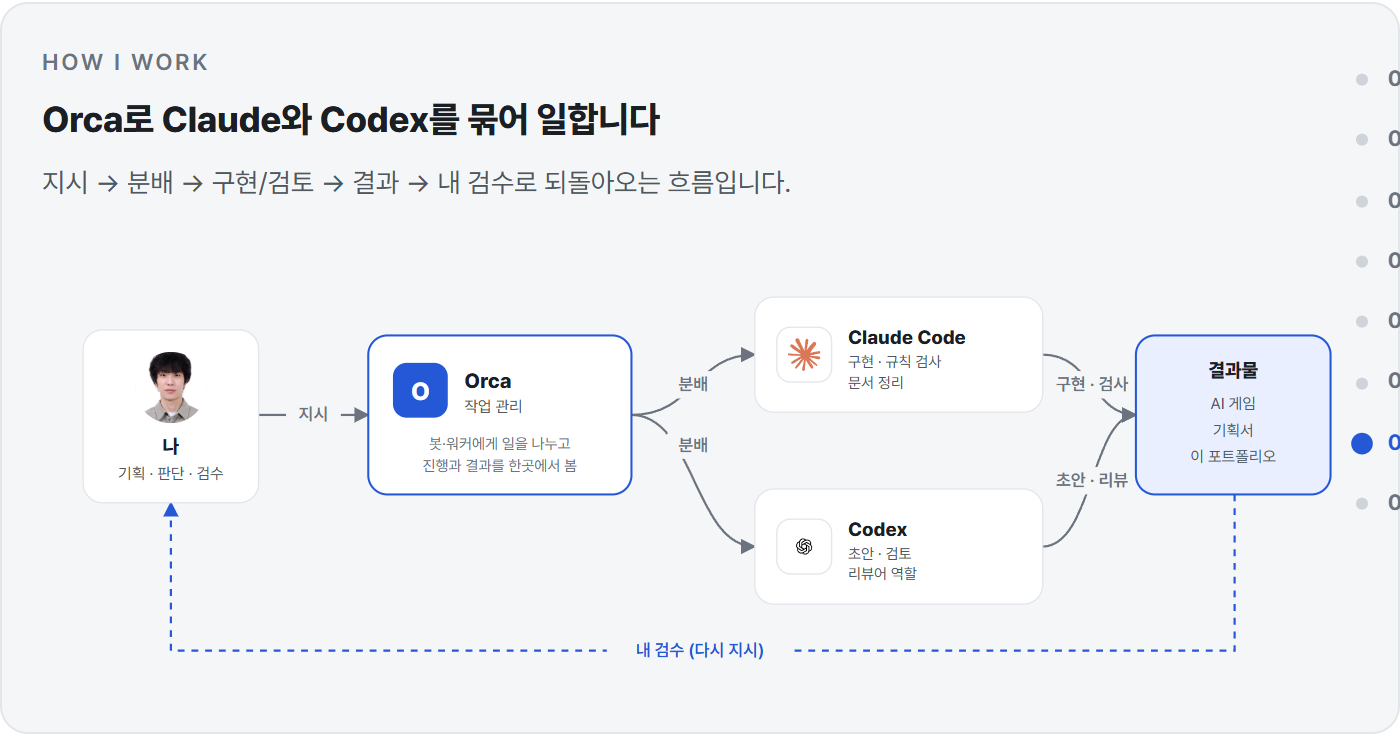 HOW I WORK
Orca로 Claude와 Codex를 묶어 일합니다
지시 → 분배 → 구현/검토 → 결과 → 내 검수로 되돌아오는 흐름입니다.
나
기획 · 판단 · 검수
지시
O
Orca
작업 관리
봇·워커에게 일을 나누고
진행과 결과를 한곳에서 봄
분배
분배
Claude Code
구현 · 규칙 검사
문서 정리
Codex
초안 · 검토
리뷰어 역할
구현 · 검사
초안 · 리뷰
결과물
AI 게임
기획서
이 포트폴리오
내 검수 (다시 지시)